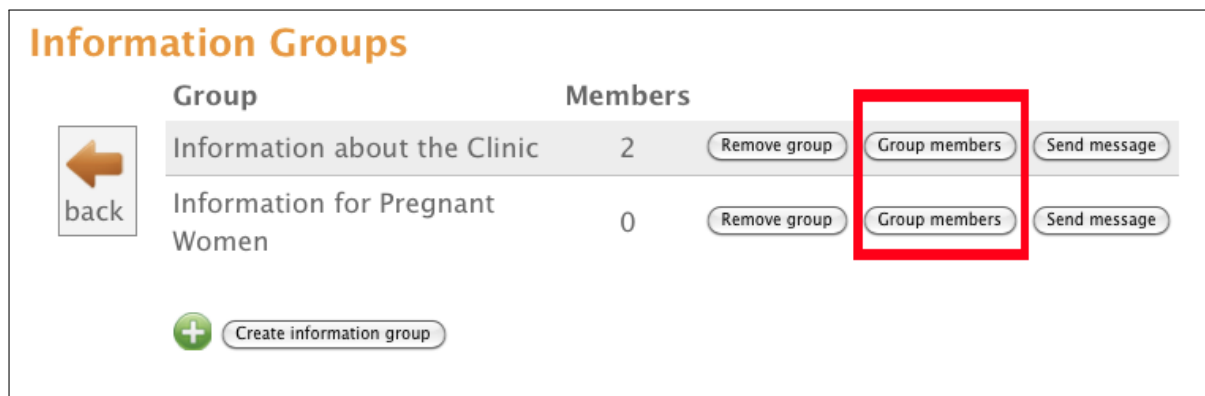 Information Groups
Group Members
Information about the Clinic 2 Remove group Group members Send message
back
Information for Pregnant
Women
0 Remove group Group members Send message
Create information group